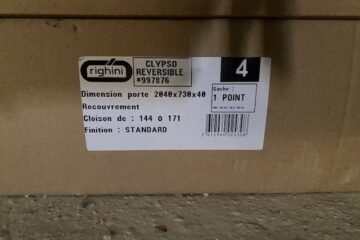 righini
CLYPSO
REVERSIBLE
*997876
4
Dimension porte 2040x730x40
Recouvrement
Cloison de : 144 à 171
Finition : STANDARD
Gache :
1 POINT